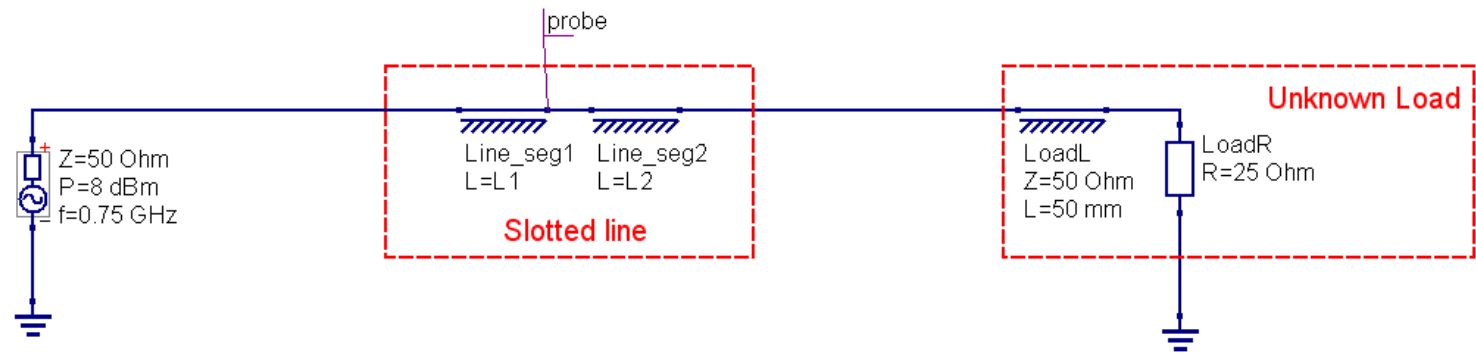 probe
Z=50 Ohm
P=8 dBm
f=0.75 GHz
Line_seg1
L=L1
Line_seg2
L=L2
Slotted line
Unknown Load
LoadL
Z=50 Ohm
L=50 mm
LoadR
R=25 Ohm